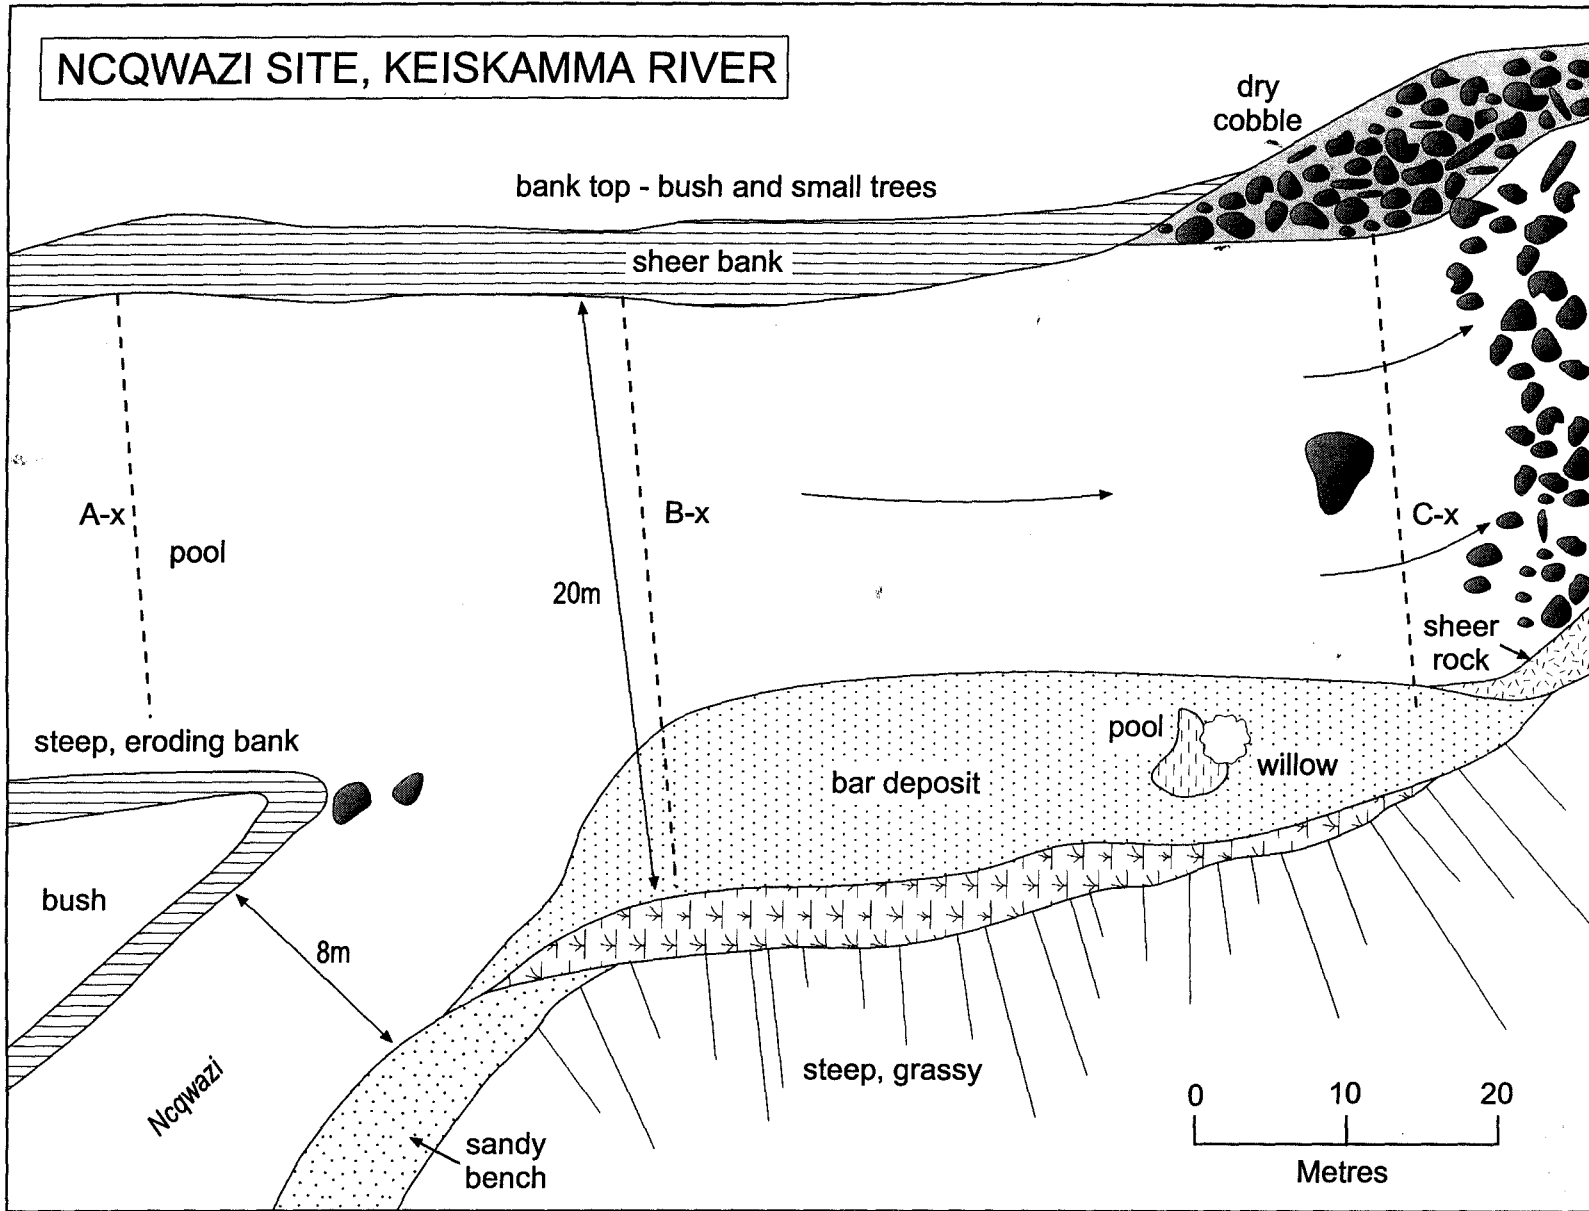 NCQWAZI SITE, KEISKAMMA RIVER
dry
cobble
bank top - bush and small trees
sheer bank
A-x
B-x
C-x
pool
20m
sheer
rock
steep, eroding bank
pool
willow
bar deposit
bush
8m
Ncqwazi
steep, grassy
sandy
bench
0 10 20
Metres